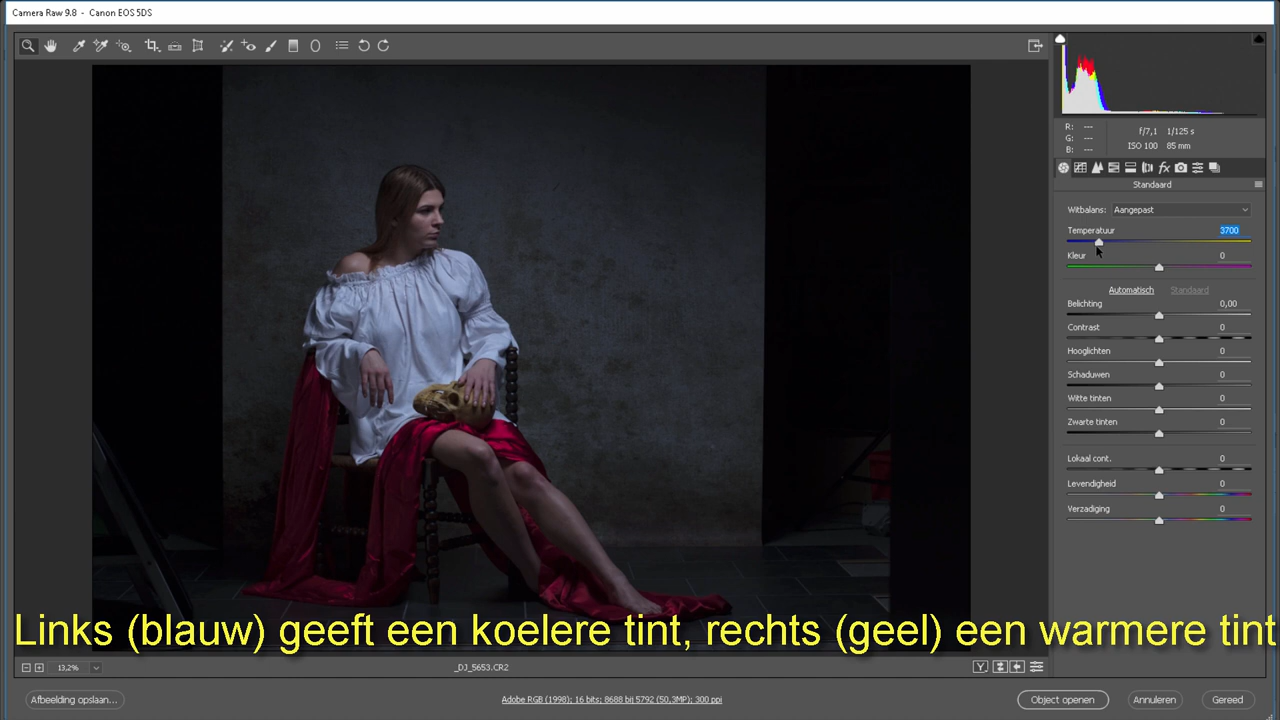 Camera Raw 9.8 - Canon EOS 5DS
R: ---
G: ---
B: ---
f/7,1 1/125 s
ISO 100 85 mm
fx
Standaard
Witbalans: Aangepast
Temperatuur 3700
Kleur 0
Automatisch Standaard
Belichting 0,00
Contrast 0
Hooglichten 0
Schaduwen 0
Witte tinten 0
Zwarte tinten 0
Lokaal cont. 0
Levendigheid 0
Verzadiging 0
Links (blauw) geeft een koelere tint, rechts (geel) een warmere tint
13,2%
_DJ_5653.CR2
Y
Afbeelding opslaan...
Adobe RGB (1998); 16 bits; 8688 bij 5792 (50,3MP); 300 ppi
Object openen
Annuleren
Gereed